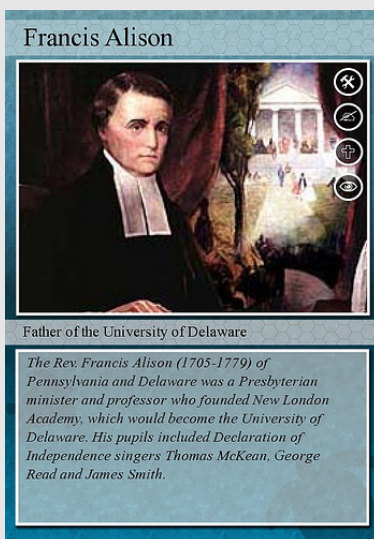 Francis Alison
Father of the University of Delaware
The Rev. Francis Alison (1705-1779) of
Pennsylvania and Delaware was a Presbyterian
minister and professor who founded New London
Academy, which would become the University of
Delaware. His pupils included Declaration of
Independence singers Thomas McKean, George
Read and James Smith.